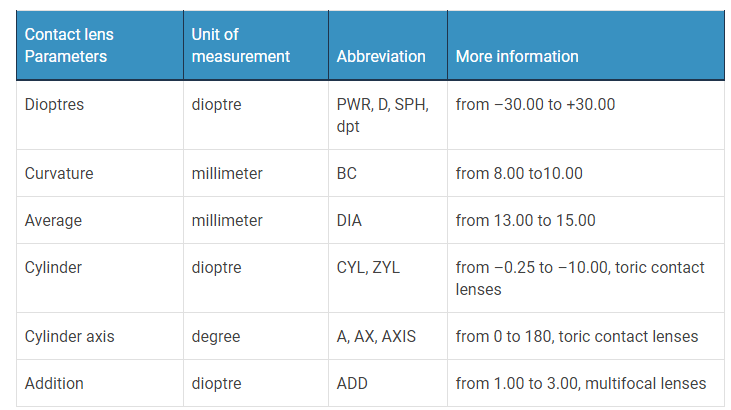 Contact lens Parameters | Unit of measurement | Abbreviation | More information
Dioptres | dioptre | PWR, D, SPH, dpt | from −30.00 to +30.00
Curvature | millimeter | BC | from 8.00 to10.00
Average | millimeter | DIA | from 13.00 to 15.00
Cylinder | dioptre | CYL, ZYL | from −0.25 to −10.00, toric contact lenses
Cylinder axis | degree | A, AX, AXIS | from 0 to 180, toric contact lenses
Addition | dioptre | ADD | from 1.00 to 3.00, multifocal lenses